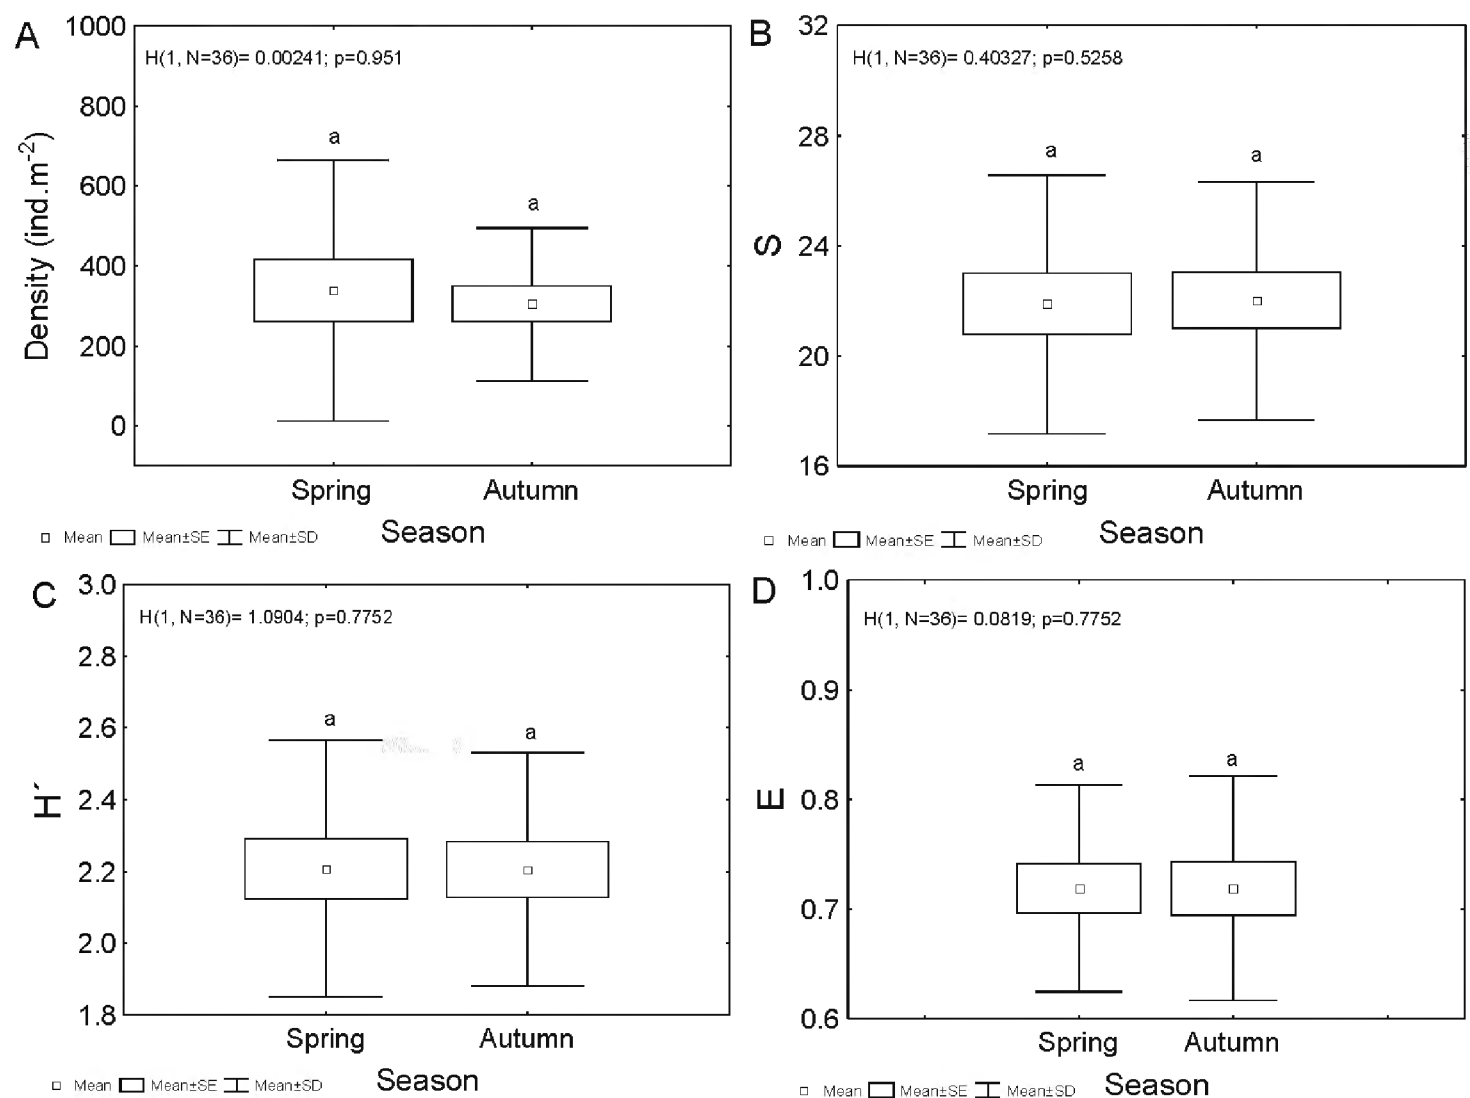 A
1000
H(1, N=36)= 0.00241; p=0.951
800
600
400
200
0
Density (ind.m-2)
a
a
Spring Autumn
Mean Mean±SE Mean±SD Season
B
32
H(1, N=36)= 0.40327; p=0.5258
28
24
20
16
S
a
a
Spring Autumn
Mean Mean±SE Mean±SD Season
C
3.0
H(1, N=36)= 1.0904; p=0.7752
2.8
2.6
2.4
2.2
2.0
1.8
H´
a
a
Spring Autumn
Mean Mean±SE Mean±SD Season
D
1.0
H(1, N=36)= 0.0819; p=0.7752
0.9
0.8
0.7
0.6
E
a
a
Spring Autumn
Mean Mean±SE Mean±SD Season